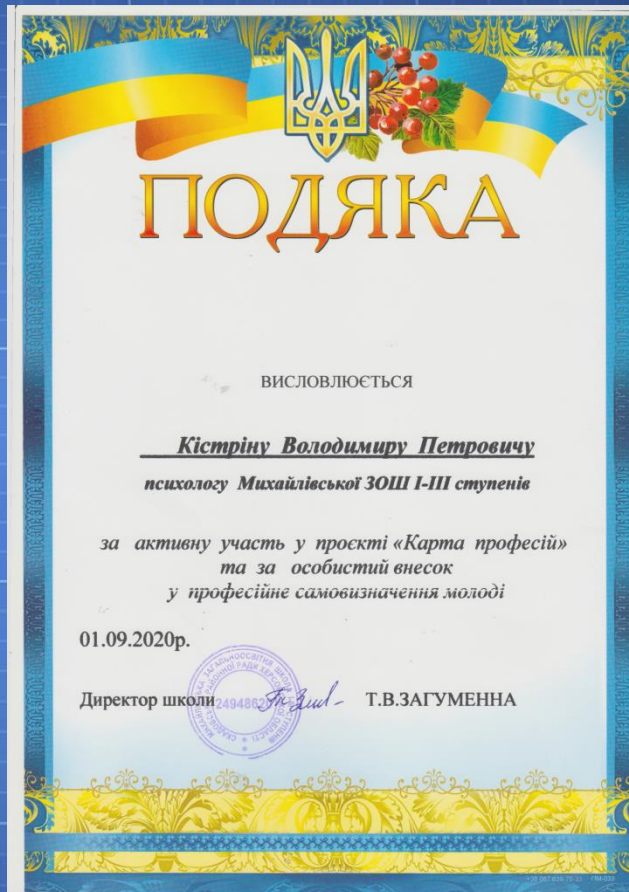 ПОДЯКА
ВИСЛОВЛЮЄТЬСЯ
Кістріну Володимиру Петровичу
психологу Михайлівської ЗОШ І-ІІІ ступенів
за активну участь у проєкті «Карта професій»
та за особистий внесок
у професійне самовизначення молоді
01.09.2020р.
Директор школи
Т.В.ЗАГУМЕННА